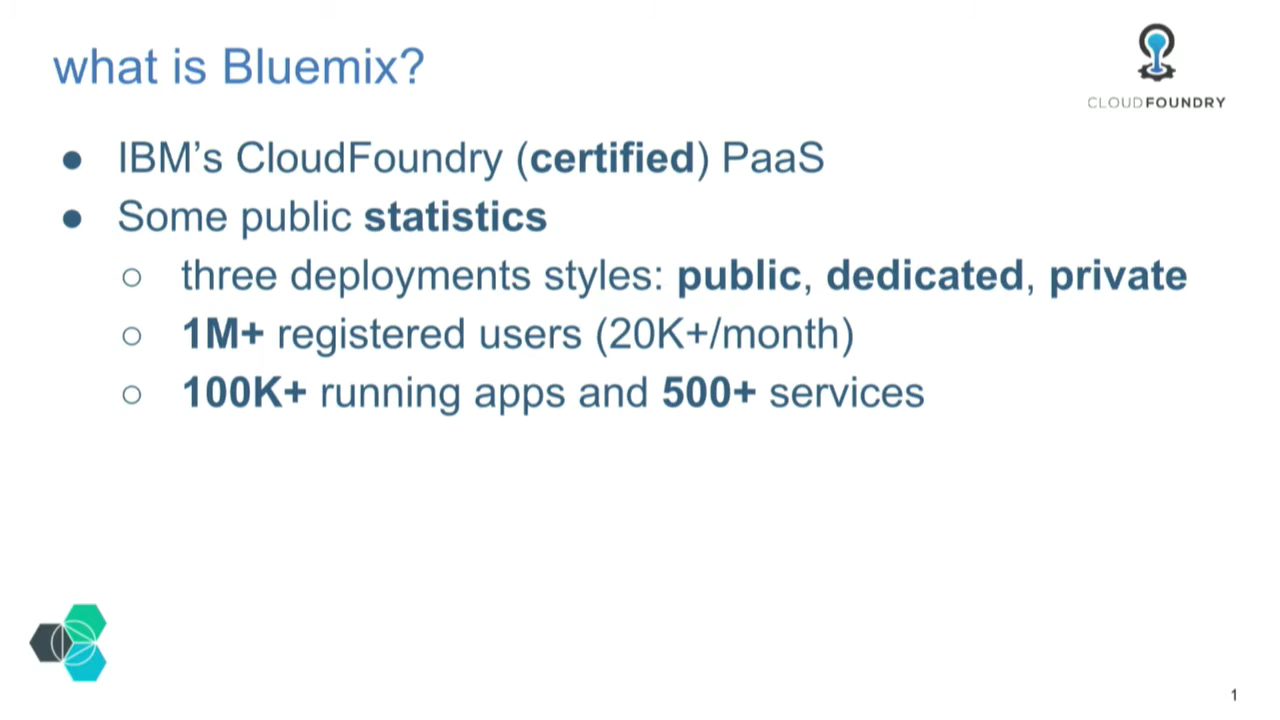 what is Bluemix?
CLOUDFOUNDRY
● IBM’s CloudFoundry (certified) PaaS
● Some public statistics
○ three deployments styles: public, dedicated, private
○ 1M+ registered users (20K+/month)
○ 100K+ running apps and 500+ services
1